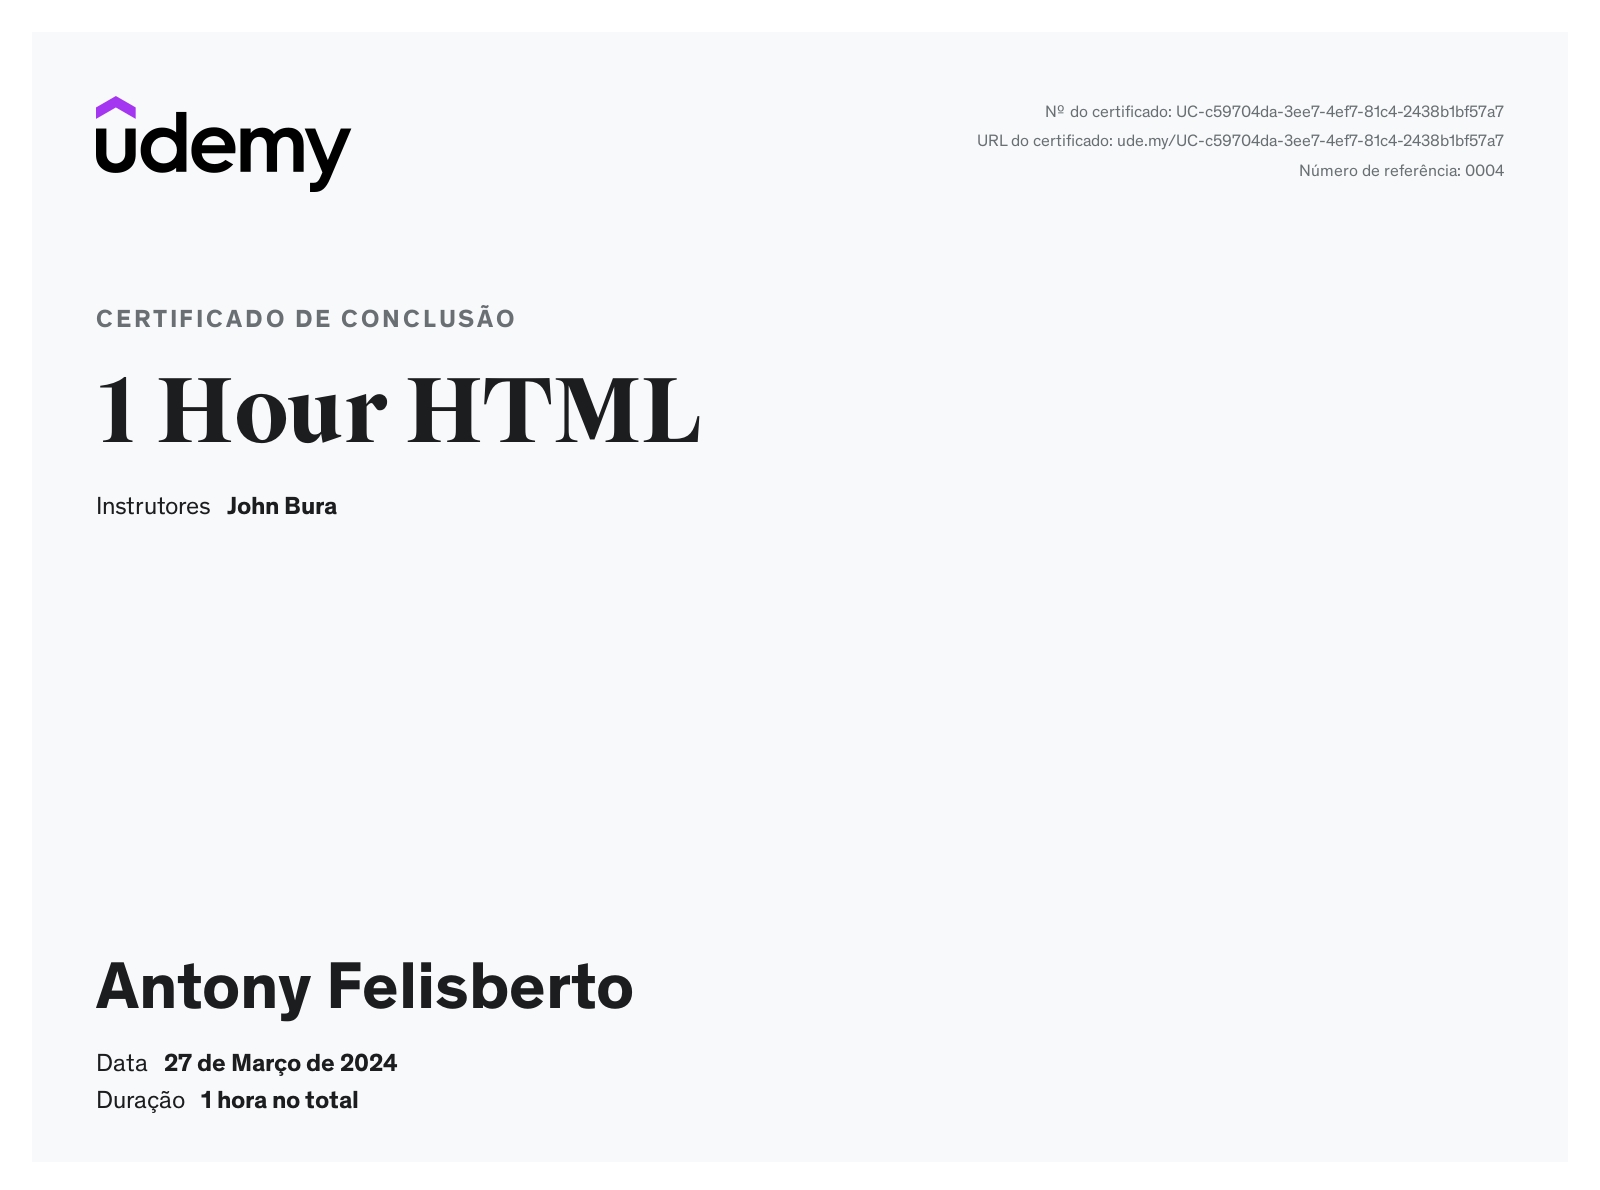 udemy
Nº do certificado: UC-c59704da-3ee7-4ef7-81c4-2438b1bf57a7
URL do certificado: ude.my/UC-c59704da-3ee7-4ef7-81c4-2438b1bf57a7
Número de referência: 0004
CERTIFICADO DE CONCLUSÃO
1 Hour HTML
Instrutores John Bura
Antony Felisberto
Data 27 de Março de 2024
Duração 1 hora no total